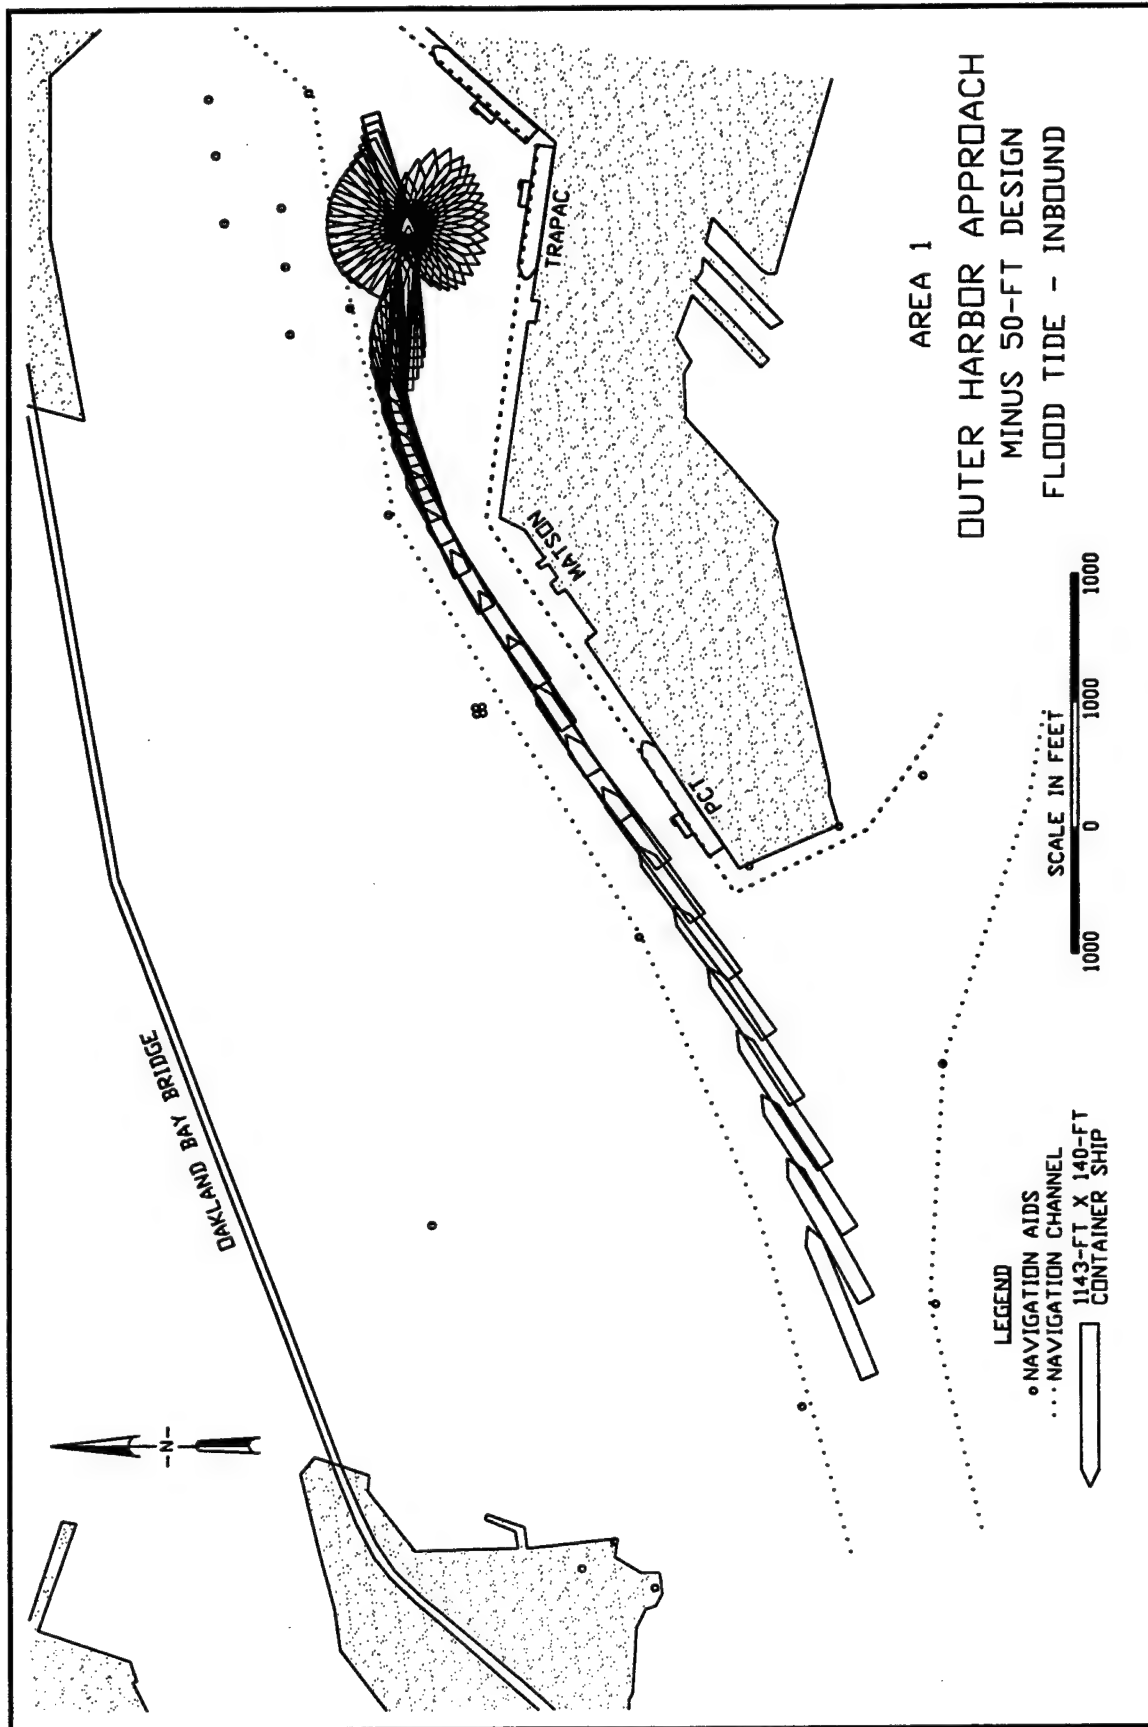 OAKLAND BAY BRIDGE
-N-
TRAPAC
MATSON
PCT
AREA 1
OUTER HARBOR APPROACH
MINUS 50-FT DESIGN
FLOOD TIDE - INBOUND
LEGEND
NAVIGATION AIDS
NAVIGATION CHANNEL
1143-FT X 140-FT
CONTAINER SHIP
SCALE IN FEET
1000 0 1000 1000